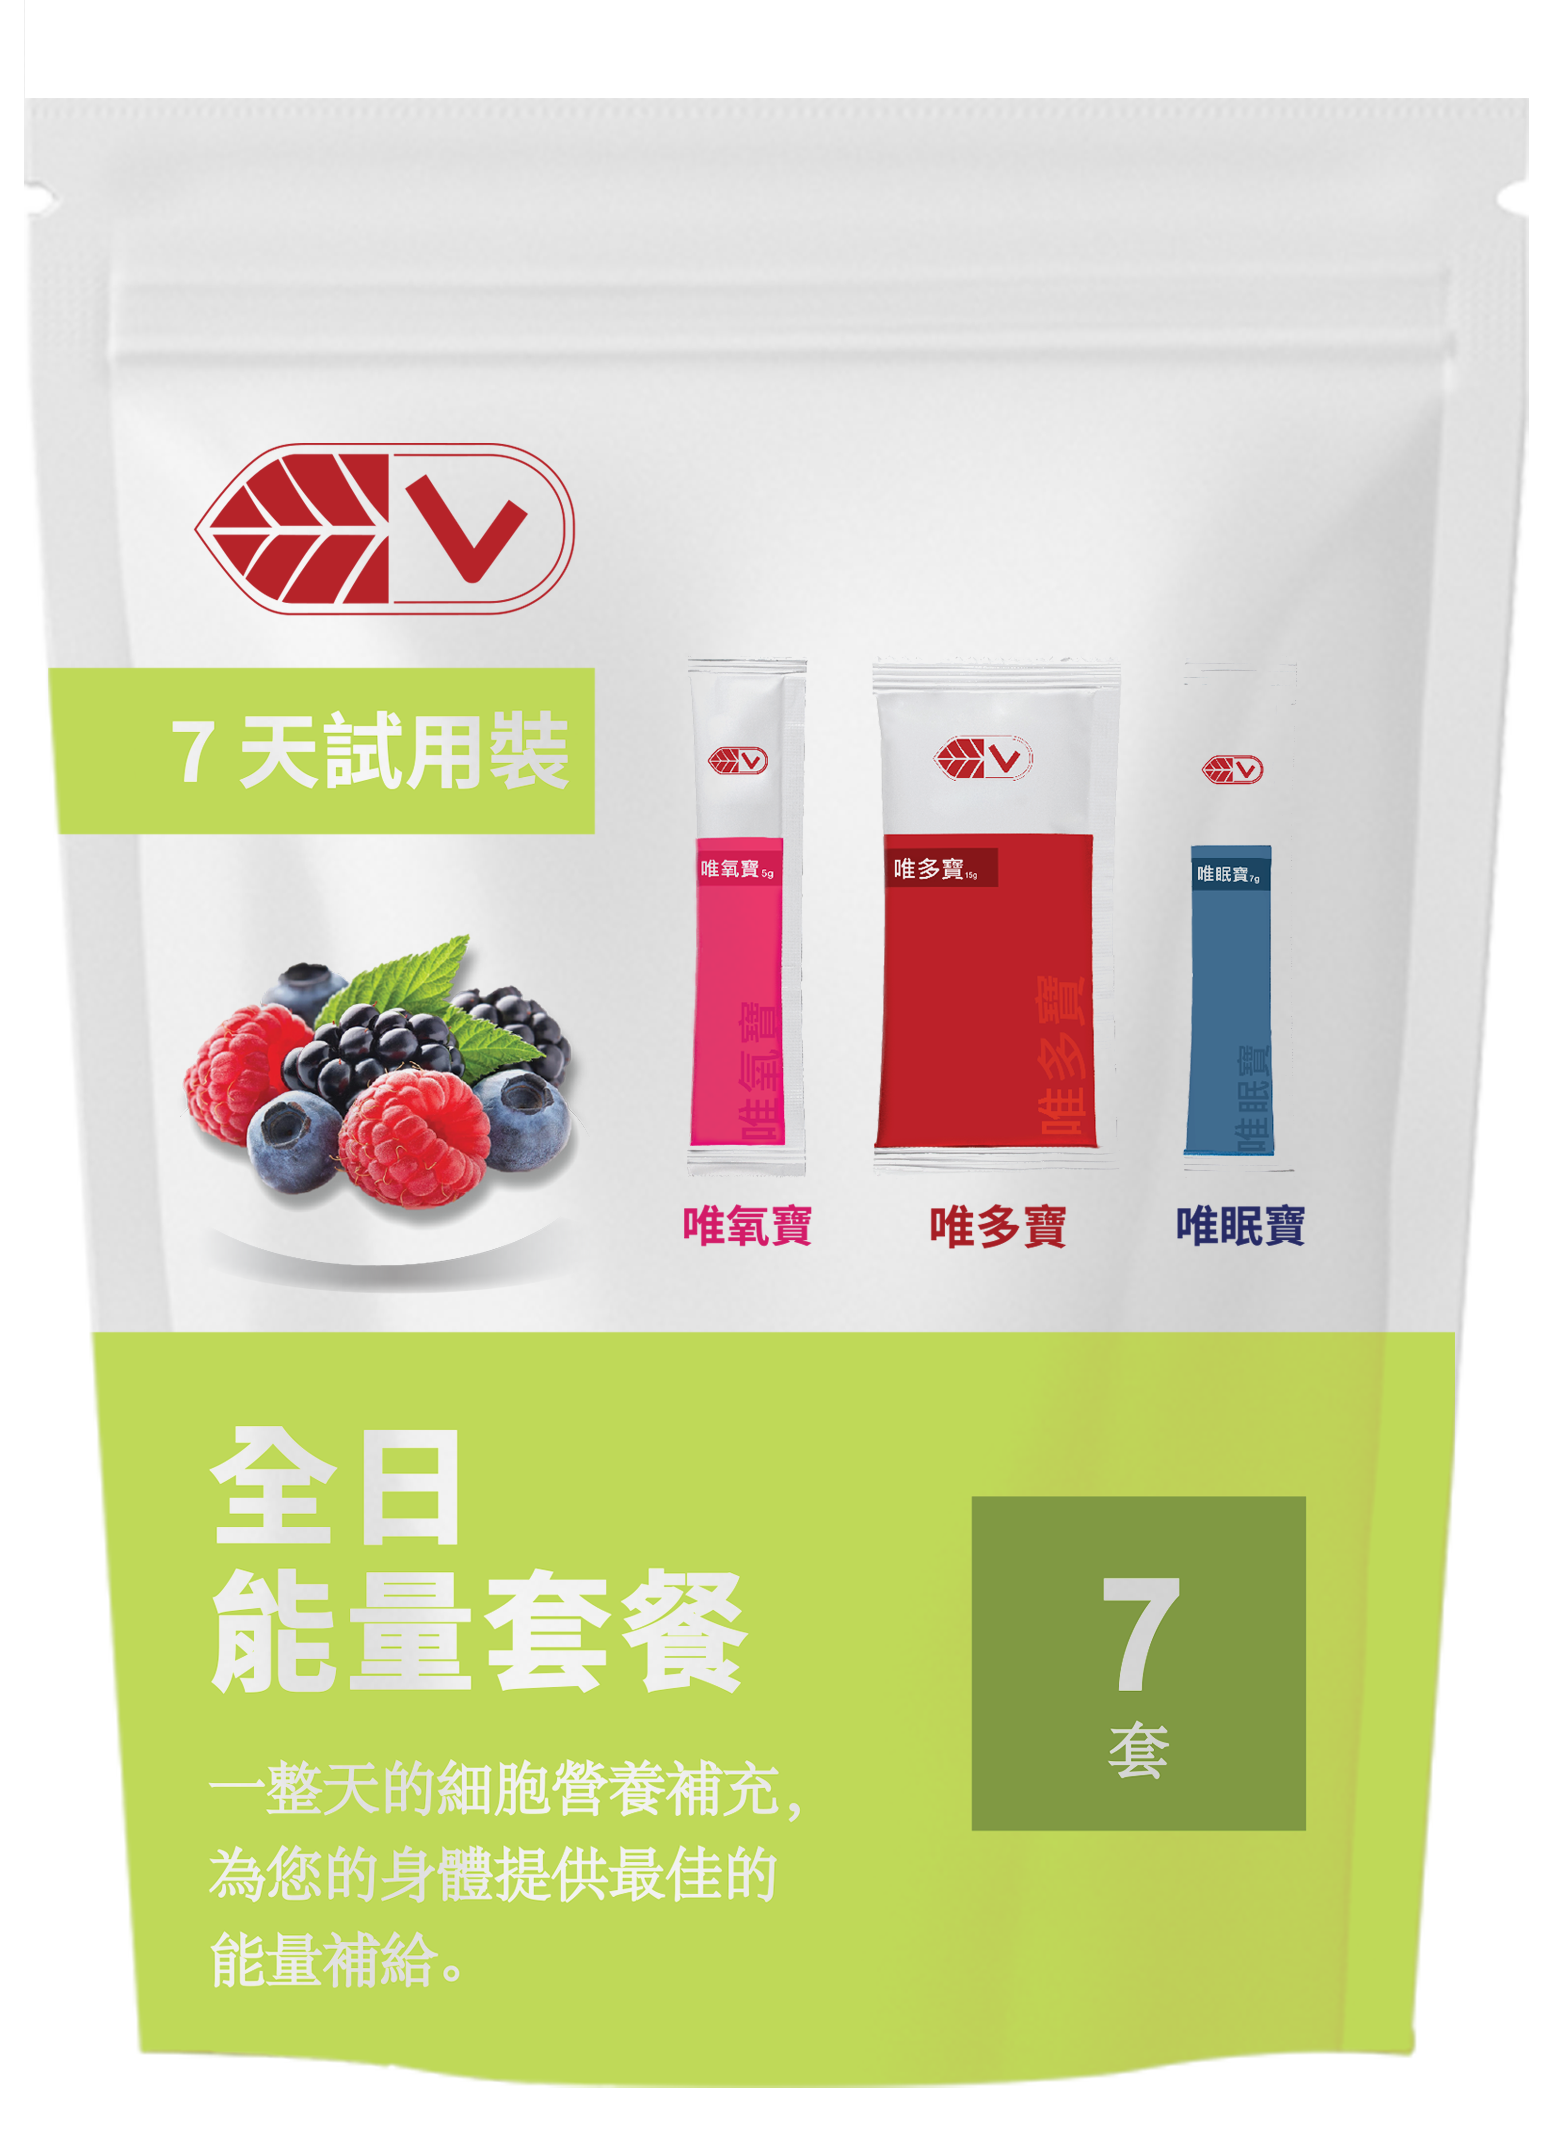 7 天試用裝
唯氧寶 5g
唯氧寶
唯多寶 15g
唯多寶
唯眠寶 7g
唯眠寶
唯氧寶
唯多寶
唯眠寶
全日
能量套餐
一整天的細胞營養補充，
為您的身體提供最佳的
能量補給。
7
套